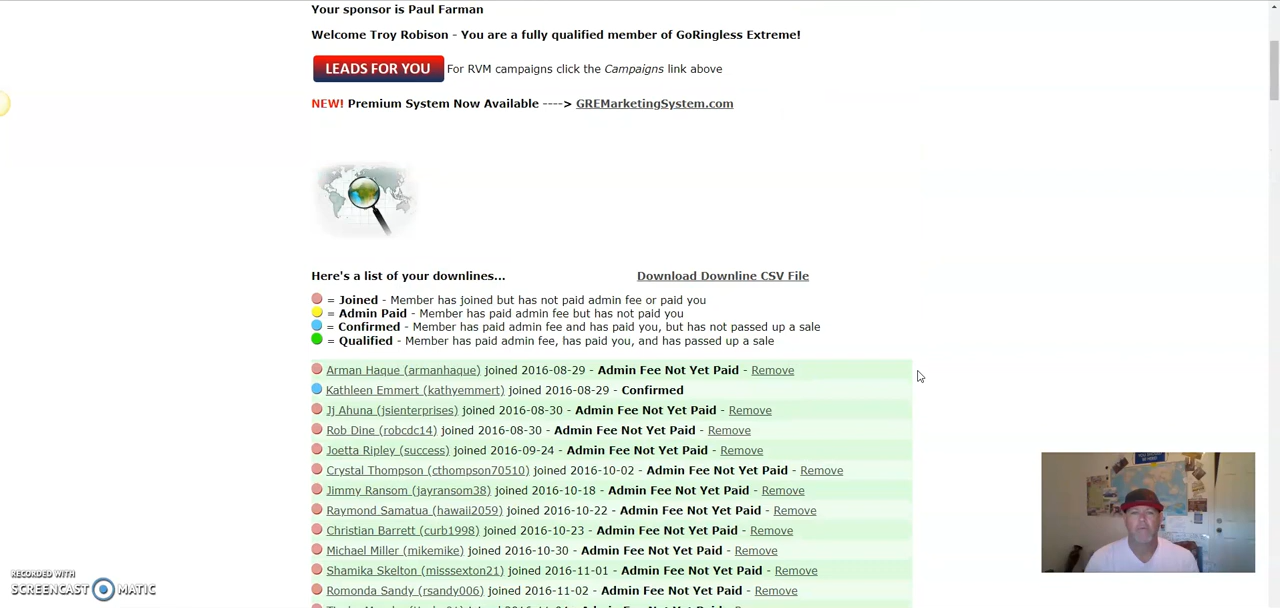 Your sponsor is Paul Farman
Welcome Troy Robison - You are a fully qualified member of GoRingless Extreme!
LEADS FOR YOU For RVM campaigns click the Campaigns link above
NEW! Premium System Now Available ----> GREMarketingSystem.com
Here's a list of your downlines... Download Downline CSV File
= Joined - Member has joined but has not paid admin fee or paid you
= Admin Paid - Member has paid admin fee but has not paid you
= Confirmed - Member has paid admin fee and has paid you, but has not passed up a sale
= Qualified - Member has paid admin fee, has paid you, and has passed up a sale
Arman Haque (armanhaque) joined 2016-08-29 - Admin Fee Not Yet Paid - Remove
Kathleen Emmert (kathyemmert) joined 2016-08-29 - Confirmed
Jj Ahuna (jsienterprises) joined 2016-08-30 - Admin Fee Not Yet Paid - Remove
Rob Dine (robcdc14) joined 2016-08-30 - Admin Fee Not Yet Paid - Remove
Joetta Ripley (success) joined 2016-09-24 - Admin Fee Not Yet Paid - Remove
Crystal Thompson (cthompson70510) joined 2016-10-02 - Admin Fee Not Yet Paid - Remove
Jimmy Ransom (jayransom38) joined 2016-10-18 - Admin Fee Not Yet Paid - Remove
Raymond Samatua (hawaii2059) joined 2016-10-22 - Admin Fee Not Yet Paid - Remove
Christian Barrett (curb1998) joined 2016-10-23 - Admin Fee Not Yet Paid - Remove
Michael Miller (mikemike) joined 2016-10-30 - Admin Fee Not Yet Paid - Remove
Shamika Skelton (misssexton21) joined 2016-11-01 - Admin Fee Not Yet Paid - Remove
Romonda Sandy (rsandy006) joined 2016-11-02 - Admin Fee Not Yet Paid - Remove
RECORDED WITH
SCREENCAST MATIC